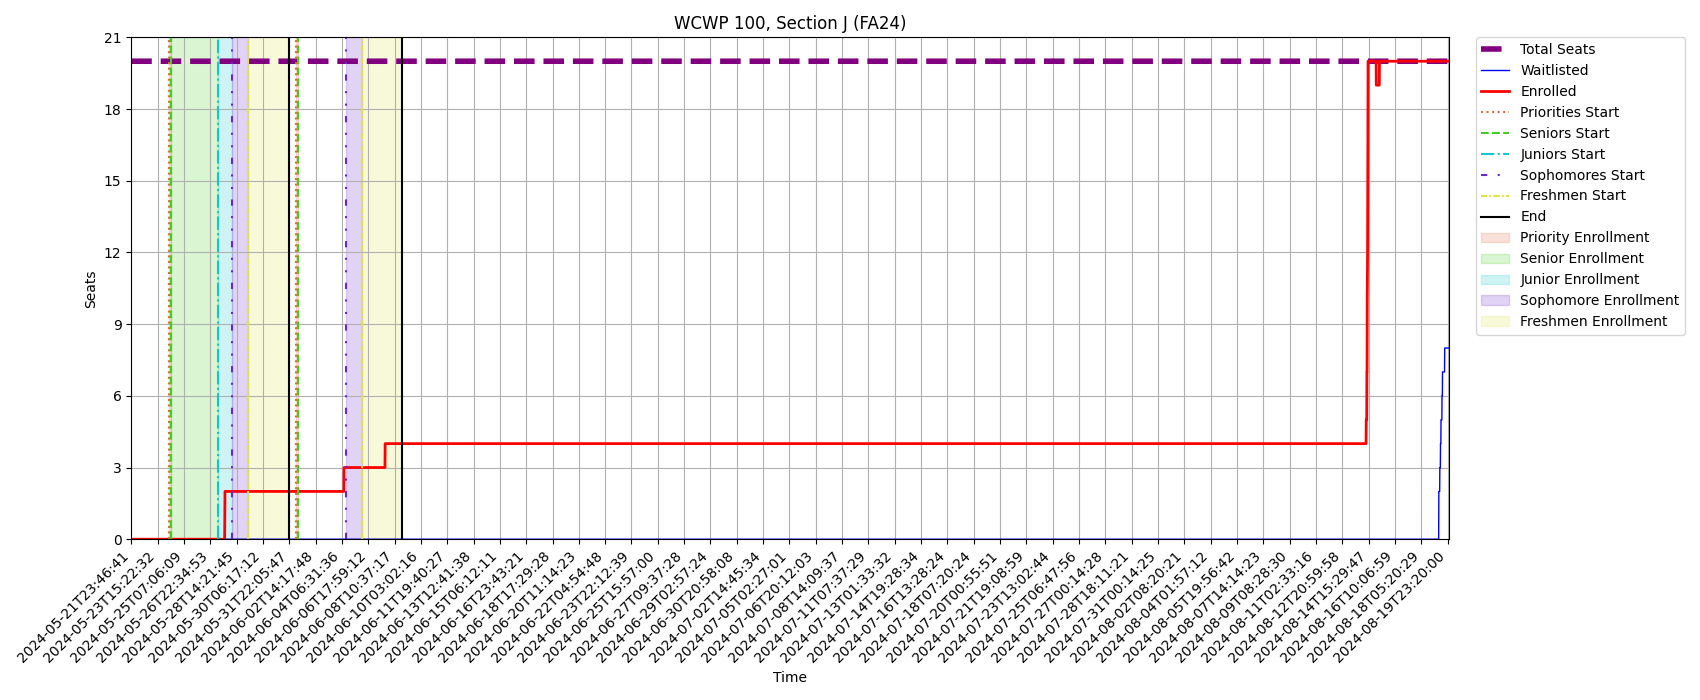 WCWP 100, Section J (FA24)
21
18
15
12
9
6
3
0
Seats
2024-05-21T23:46:41
2024-05-23T15:22:32
2024-05-25T07:06:09
2024-05-26T22:34:53
2024-05-28T14:21:45
2024-05-30T06:17:12
2024-05-31T22:05:47
2024-06-02T14:17:48
2024-06-04T06:31:36
2024-06-06T17:59:12
2024-06-08T10:37:17
2024-06-10T03:02:16
2024-06-11T19:40:27
2024-06-13T12:41:38
2024-06-15T06:12:11
2024-06-16T23:43:21
2024-06-18T17:29:28
2024-06-20T11:14:23
2024-06-22T04:54:48
2024-06-23T22:12:39
2024-06-25T15:57:00
2024-06-27T09:37:28
2024-06-29T02:57:24
2024-06-30T20:58:08
2024-07-02T14:45:34
2024-07-05T02:27:01
2024-07-06T20:12:03
2024-07-08T14:09:37
2024-07-11T07:37:29
2024-07-13T01:33:32
2024-07-14T19:28:34
2024-07-16T13:28:24
2024-07-18T07:20:24
2024-07-20T00:55:51
2024-07-21T19:08:59
2024-07-23T13:02:44
2024-07-25T06:47:56
2024-07-27T00:14:28
2024-07-28T18:11:21
2024-07-31T00:14:25
2024-08-02T08:20:21
2024-08-04T01:57:12
2024-08-05T19:56:42
2024-08-07T14:14:23
2024-08-09T08:28:30
2024-08-11T02:33:16
2024-08-12T20:59:58
2024-08-14T15:29:47
2024-08-16T10:06:59
2024-08-18T05:20:29
2024-08-19T23:20:00
Time
Total Seats
Waitlisted
Enrolled
Priorities Start
Seniors Start
Juniors Start
Sophomores Start
Freshmen Start
End
Priority Enrollment
Senior Enrollment
Junior Enrollment
Sophomore Enrollment
Freshmen Enrollment